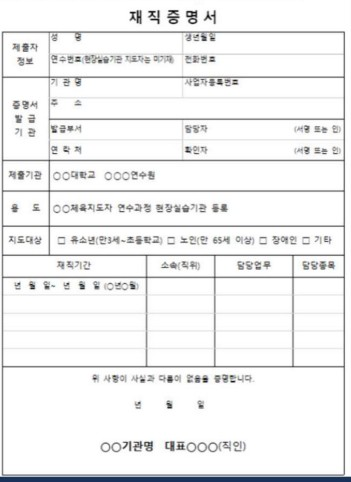 재직증명서
제출자 정보
성 명
생년월일
연수번호(현장실습기관 지도자는 미기재)
전화번호
증명서 발급 기관
기 관 명
사업자등록번호
주 소
발급부서
담당자 (서명 또는 인)
연 락 처
확인자 (서명 또는 인)
제출기관 ○○대학교 ○○○연수원
용 도 ○○체육지도자 연수과정 현장실습기관 등록
지도대상 □ 유소년(만3세~초등학교) □ 노인(만 65세 이상) □ 장애인 □ 기타
재직기간 소속(직위) 담당업무 담당종목
년 월 일~ 년 월 일 (○년○월)
위 사항이 사실과 다름이 없음을 증명합니다.
년 월 일
○○기관명 대표○○○(직인)